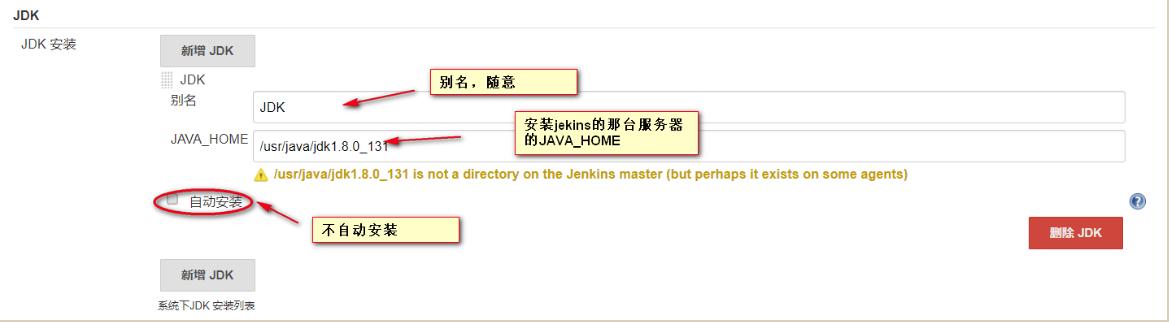 JDK
JDK 安装
新增 JDK
JDK
别名，随意
别名
JDK
安装jekins的那台服务器
的JAVA_HOME
JAVA_HOME
/usr/java/jdk1.8.0_131
/usr/java/jdk1.8.0_131 is not a directory on the Jenkins master (but perhaps it exists on some agents)
自动安装
不自动安装
删除 JDK
新增 JDK
系统下JDK 安装列表